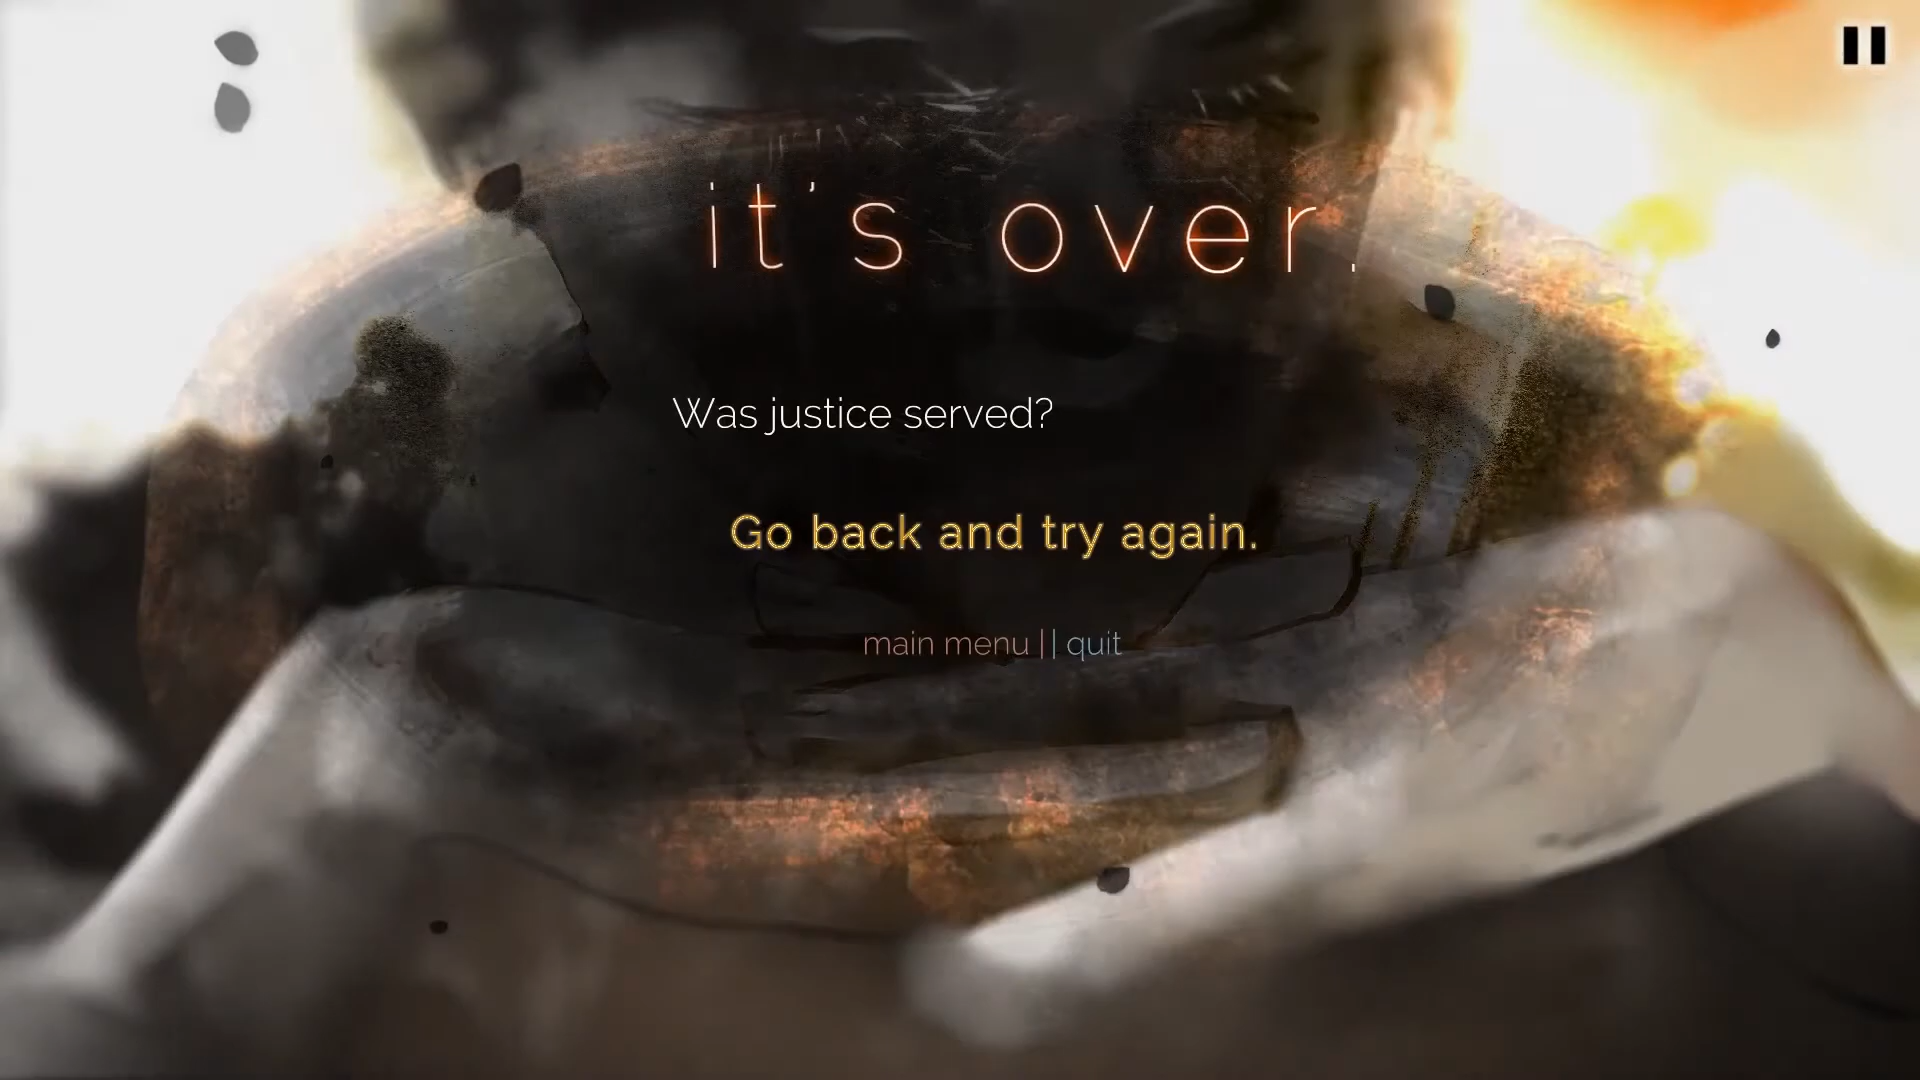 it's over.
Was justice served?
Go back and try again.
main menu || quit